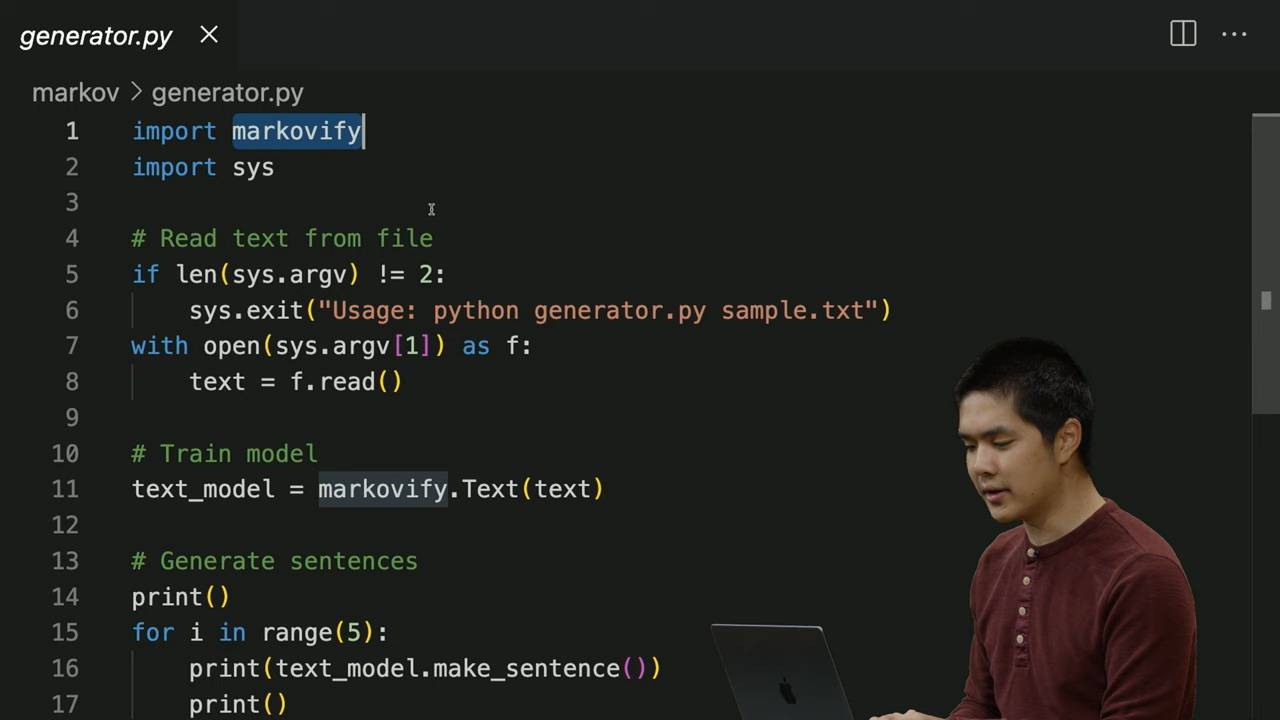 generator.py
markov > generator.py
1 import markovify
2 import sys
3
4 # Read text from file
5 if len(sys.argv) != 2:
6     sys.exit("Usage: python generator.py sample.txt")
7 with open(sys.argv[1]) as f:
8     text = f.read()
9
10 # Train model
11 text_model = markovify.Text(text)
12
13 # Generate sentences
14 print()
15 for i in range(5):
16     print(text_model.make_sentence())
17     print()